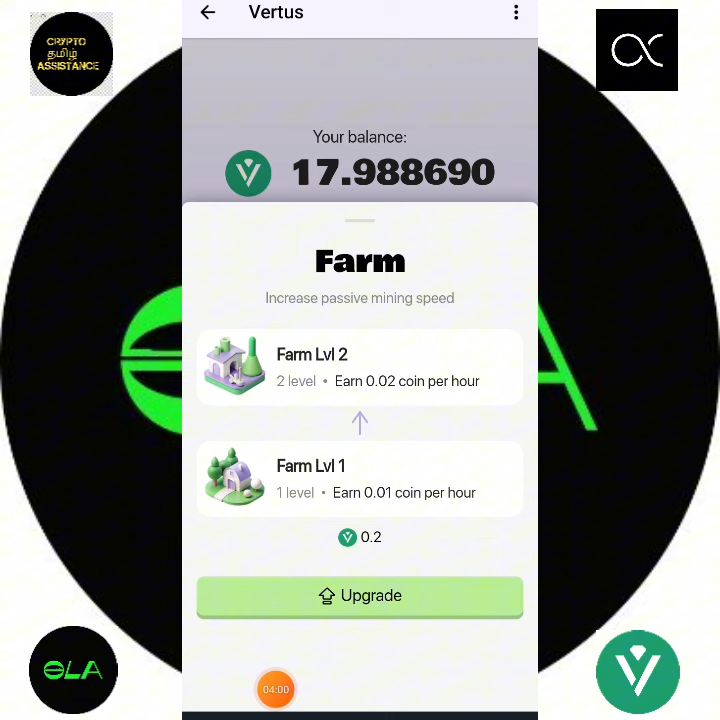 CRYPTO
தமிழ்
ASSISTANCE
Vertus
Your balance:
17.988690
Farm
Increase passive mining speed
Farm Lvl 2
2 level • Earn 0.02 coin per hour
Farm Lvl 1
1 level • Earn 0.01 coin per hour
0.2
Upgrade
04:00
OLA